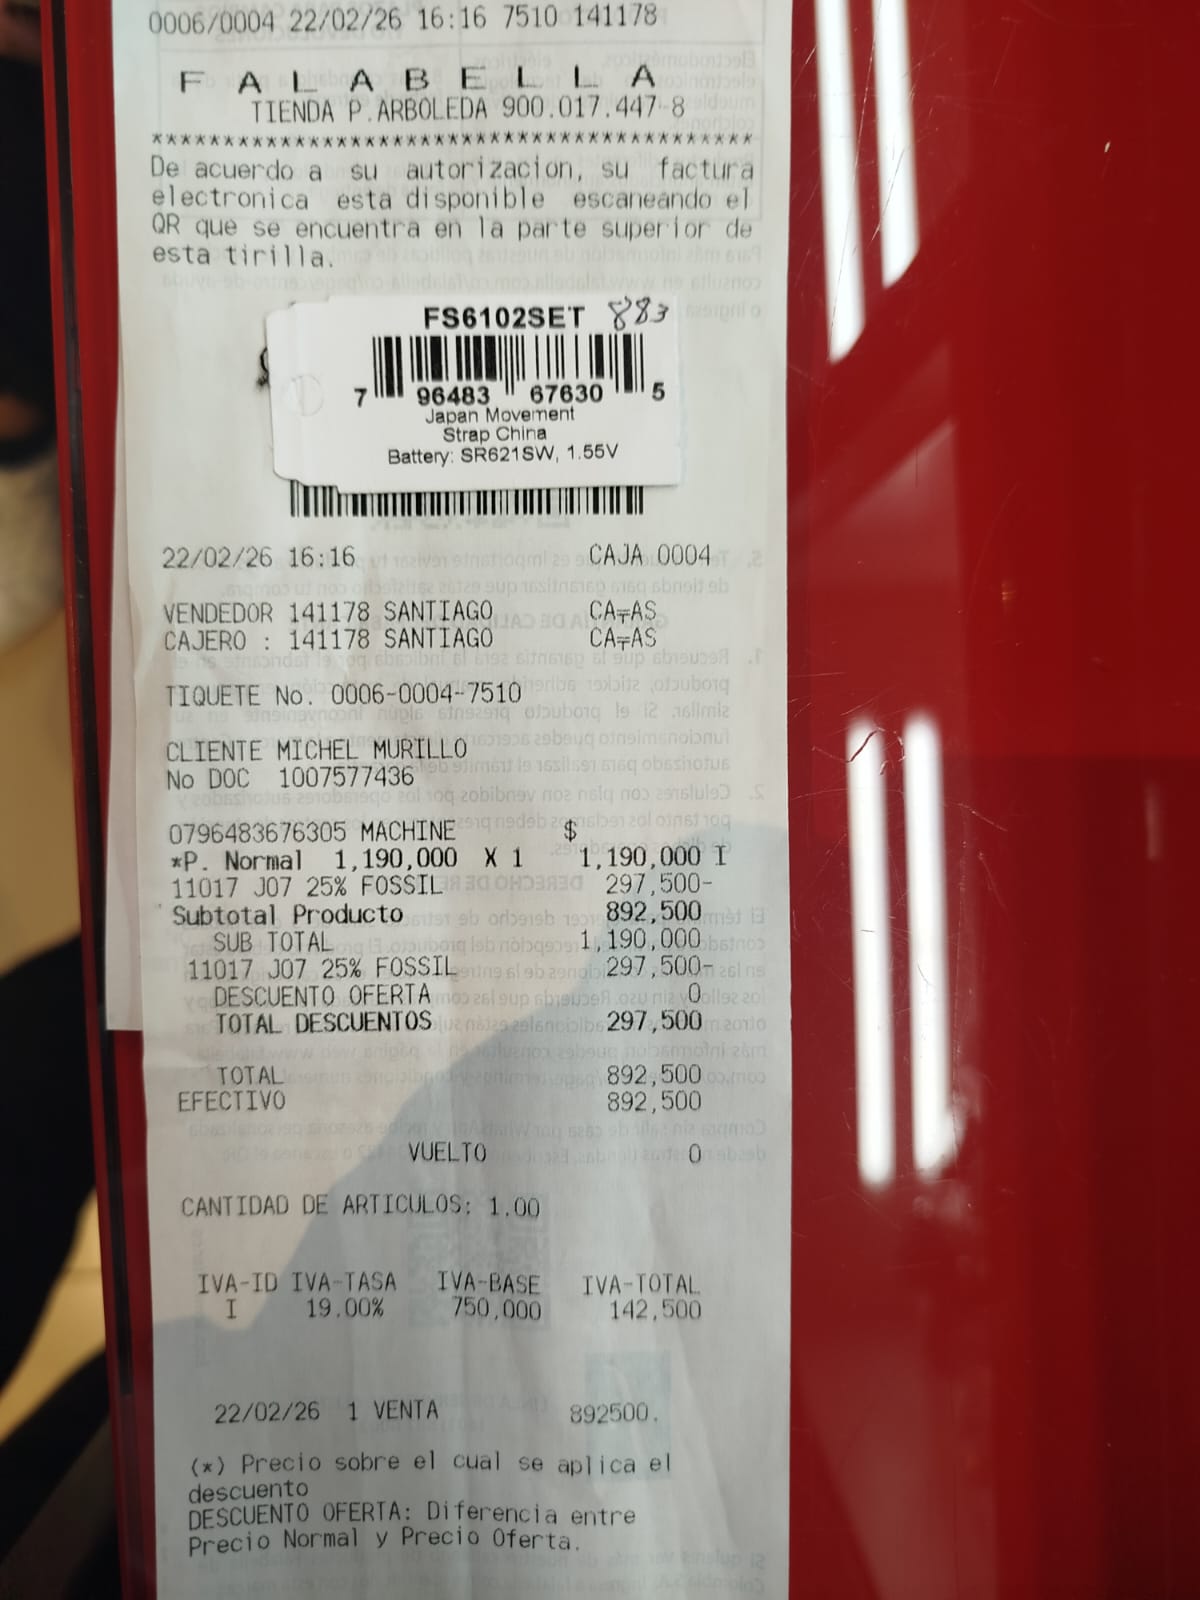 0006/0004 22/02/26 16:16 7510 141178
F A L A B E L L A
TIENDA P.ARBOLEDA 900.017.447-8
******************************************
De acuerdo a su autorizacion, su factura
electronica esta disponible escaneando el
QR que se encuentra en la parte superior de
esta tirilla.
FS6102SET 883
7 96483 67630 5
Japan Movement
Strap China
Battery: SR621SW, 1.55V
22/02/26 16:16 CAJA 0004
VENDEDOR 141178 SANTIAGO CA╤AS
CAJERO : 141178 SANTIAGO CA╤AS
TIQUETE No. 0006-0004-7510
CLIENTE MICHEL MURILLO
No DOC 1007577436
0796483676305 MACHINE $
*P. Normal 1,190,000 X 1 1,190,000 I
11017 J07 25% FOSSIL 297,500-
Subtotal Producto 892,500
SUB TOTAL 1,190,000
11017 J07 25% FOSSIL 297,500-
DESCUENTO OFERTA 0
TOTAL DESCUENTOS 297,500
TOTAL 892,500
EFECTIVO 892,500
VUELTO 0
CANTIDAD DE ARTICULOS: 1.00
IVA-ID IVA-TASA IVA-BASE IVA-TOTAL
I 19.00% 750,000 142,500
22/02/26 1 VENTA 892500.
(*) Precio sobre el cual se aplica el
descuento
DESCUENTO OFERTA: Diferencia entre
Precio Normal y Precio Oferta.